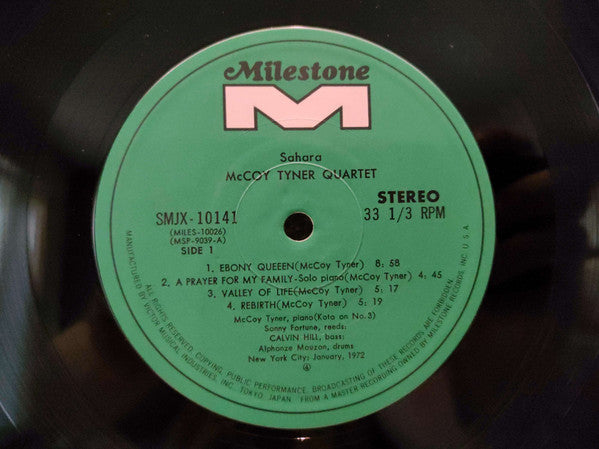 Milestone
M
Sahara
McCOY TYNER QUARTET
STEREO
SMJX-10141
33 1/3 RPM
(MILES-10026)
(MSP-9039-A)
SIDE 1
1. EBONY QUEEEN(McCoy Tyner) 8:58
2. A PRAYER FOR MY FAMILY-Solo piano(McCoy Tyner) 4:45
3. VALLEY OF LIFE(McCoy Tyner) 5:17
4. REBIRTH(McCoy Tyner) 5:19
McCoy Tyner, piano(Koto on No.3)
Sonny Fortune, reeds:
CALVIN HILL, bass:
Alphonze Mouzon, drums
New York City: January, 1972
4
ALL RIGHTS RESERVED. COPYING, PUBLIC PERFORMANCE, BROADCASTING OF THESE RECORDS ARE FORBIDDEN.
MANUFACTURED BY VICTOR MUSICAL INDUSTRIES, INC. TOKYO, JAPAN FROM A MASTER RECORDING OWNED BY MILESTONE RECORDS, INC U.S.A.